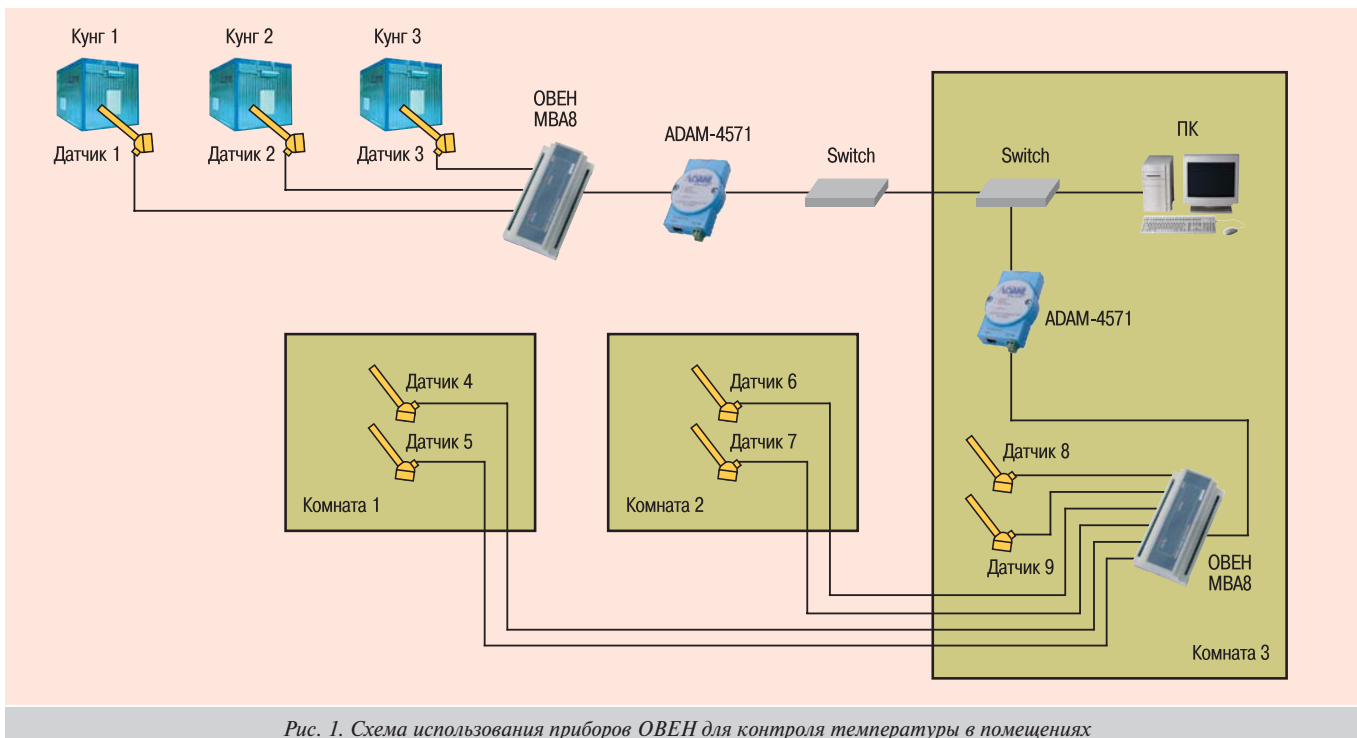 Кунг 1
Кунг 2
Кунг 3
Датчик 1
Датчик 2
Датчик 3
ОВЕН
МВА8
ADAM-4571
Switch
Switch
ПК
ADAM-4571
Датчик 4
Датчик 5
Комната 1
Датчик 6
Датчик 7
Комната 2
Датчик 8
Датчик 9
ОВЕН
МВА8
Комната 3
Рис. 1. Схема использования приборов ОВЕН для контроля температуры в помещениях